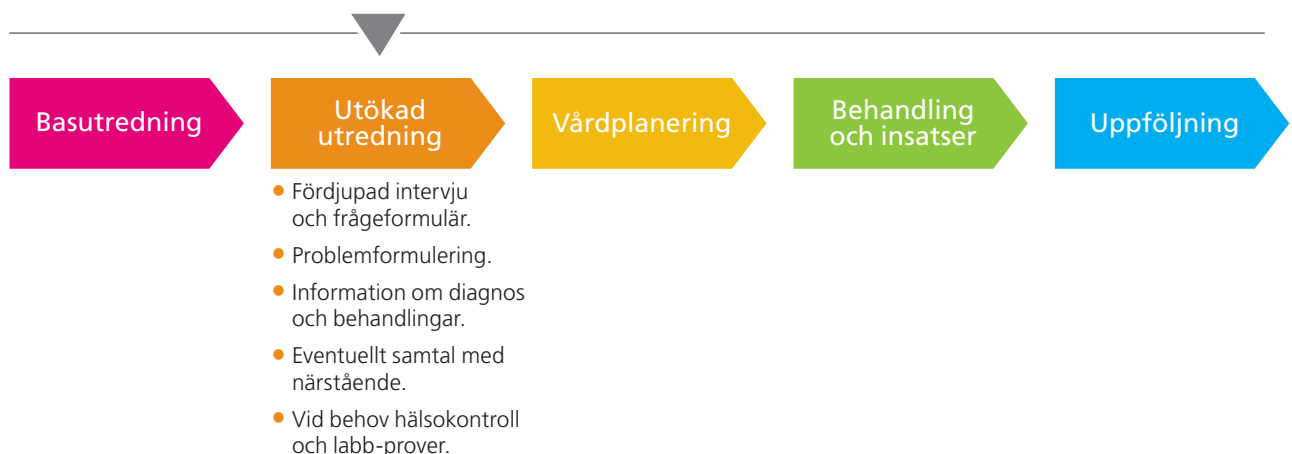 Basutredning
Utökad
utredning
Vårdplanering
Behandling
och insatser
Uppföljning
• Fördjupad intervju
och frågeformulär.
• Problemformulering.
• Information om diagnos
och behandlingar.
• Eventuellt samtal med
närstående.
• Vid behov hälsokontroll
och labb-prover.